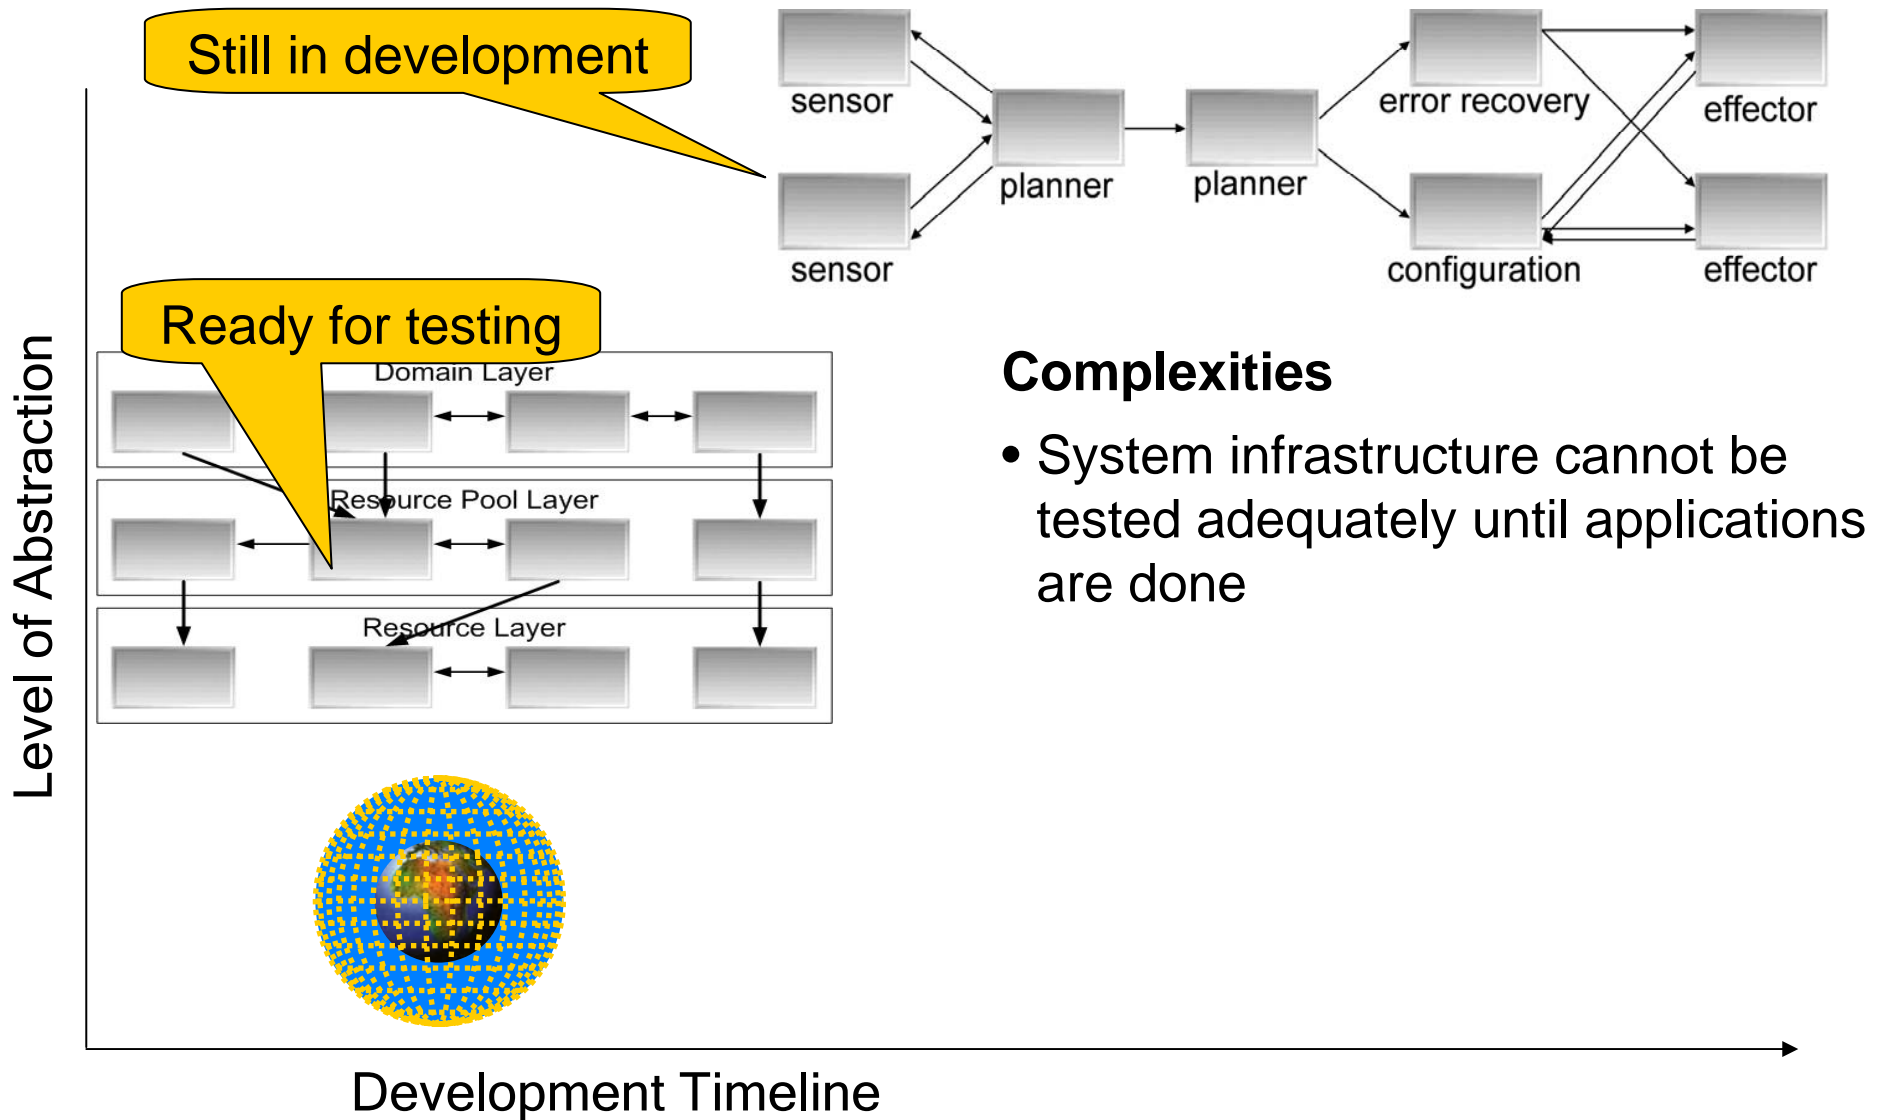 Still in development
sensor
planner
planner
error recovery
effector
sensor
configuration
effector
Ready for testing
Domain Layer
Resource Pool Layer
Resource Layer
Level of Abstraction
Complexities
• System infrastructure cannot be
tested adequately until applications
are done
Development Timeline